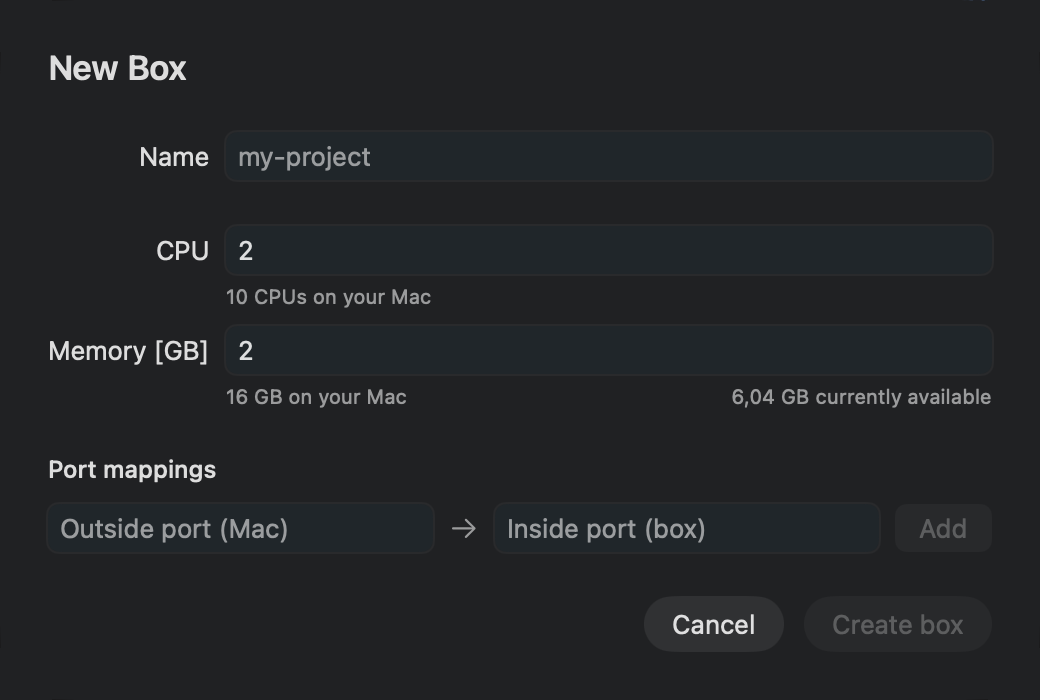 New Box
Name my-project
CPU 2
10 CPUs on your Mac
Memory [GB] 2
16 GB on your Mac 6,04 GB currently available
Port mappings
Outside port (Mac) → Inside port (box) Add
Cancel Create box